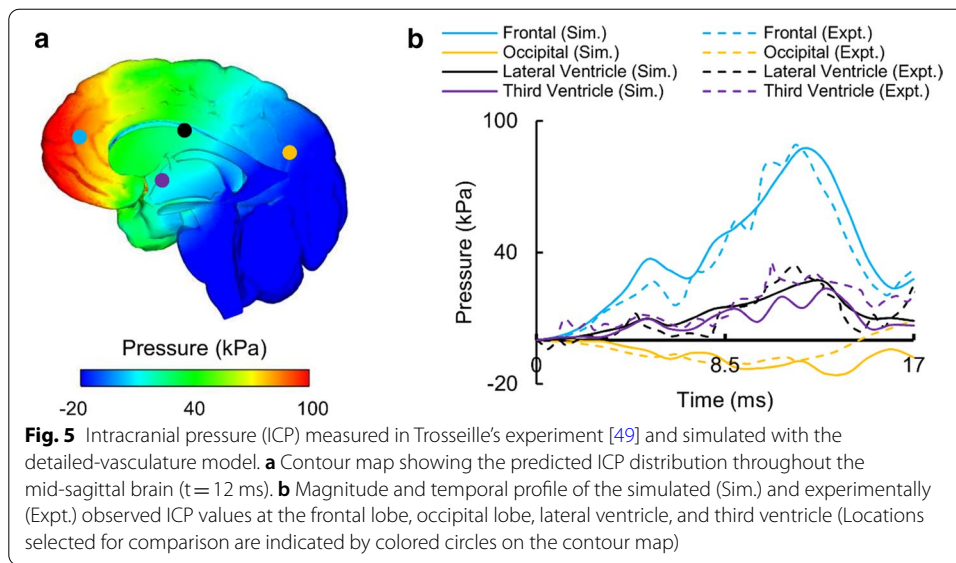 a
b
Frontal (Sim.)
Occipital (Sim.)
Lateral Ventricle (Sim.)
Third Ventricle (Sim.)
Frontal (Expt.)
Occipital (Expt.)
Lateral Ventricle (Expt.)
Third Ventricle (Expt.)
Pressure (kPa)
-20 40 100
100
40
-20
Pressure (kPa)
0 8.5 17
Time (ms)
Fig. 5 Intracranial pressure (ICP) measured in Trosseille's experiment [49] and simulated with the
detailed-vasculature model. a Contour map showing the predicted ICP distribution throughout the
mid-sagittal brain (t = 12 ms). b Magnitude and temporal profile of the simulated (Sim.) and experimentally
(Expt.) observed ICP values at the frontal lobe, occipital lobe, lateral ventricle, and third ventricle (Locations
selected for comparison are indicated by colored circles on the contour map)